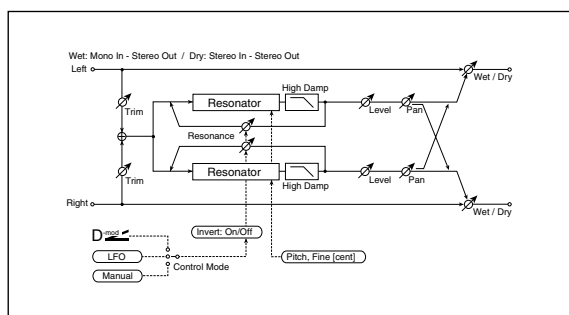 Wet: Mono In - Stereo Out / Dry: Stereo In - Stereo Out
Left
Wet / Dry
Trim
Resonator
High Damp
Resonance
Level
Pan
Trim
Resonator
High Damp
Level
Pan
Right
Wet / Dry
D-mod
Invert: On/Off
LFO
Control Mode
Pitch, Fine [cent]
Manual